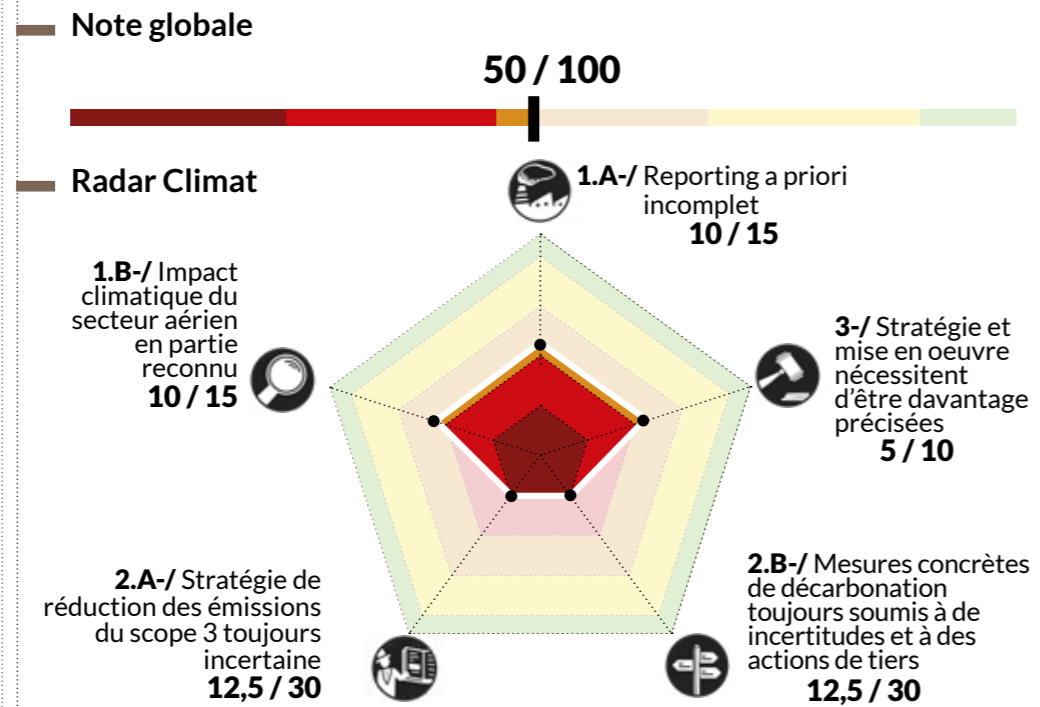 Note globale
50 / 100
Radar Climat
1.A-/ Reporting a priori
incomplet
10 / 15
1.B-/ Impact
climatique du
secteur aérien
en partie
reconnu
10 / 15
3-/ Stratégie et
mise en oeuvre
nécessitent
d'être davantage
précisées
5 / 10
2.A-/ Stratégie de
réduction des émissions
du scope 3 toujours
incertaine
12,5 / 30
2.B-/ Mesures concrètes
de décarbonation
toujours soumis à de
incertitudes et à des
actions de tiers
12,5 / 30